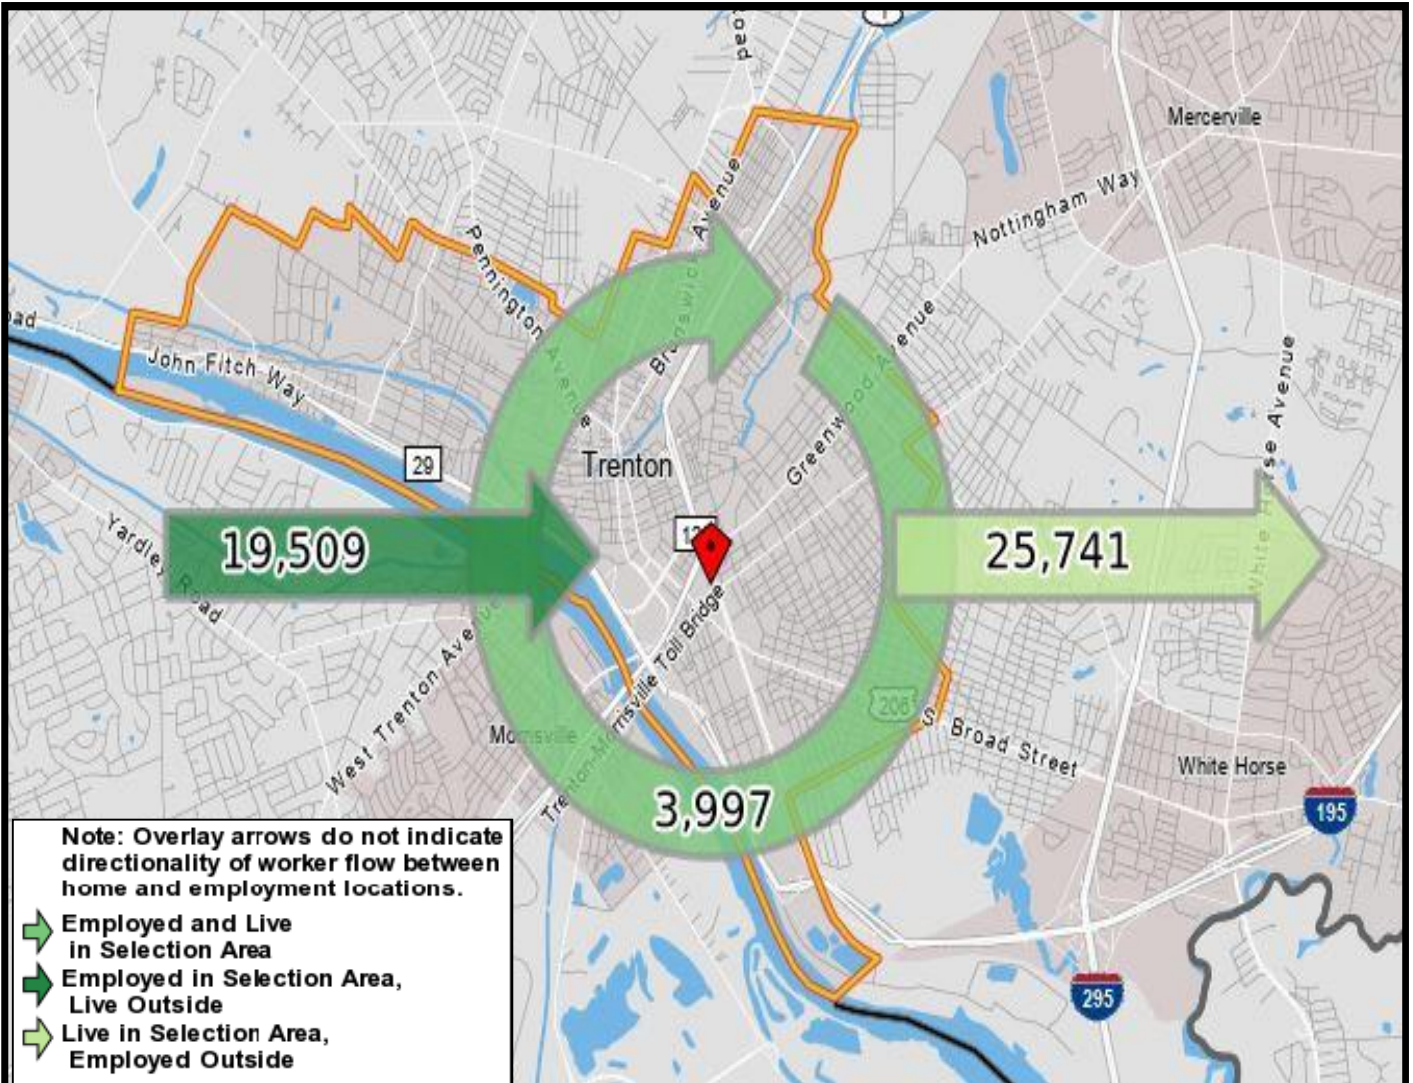 1
Mercerville
Nottingham Way
Avenue
Pennington Avenue
Brunswick Avenue
Greenwood Avenue
John Fitch Way
29
Trenton
White Horse Avenue
19,509
25,741
Yardley Road
West Trenton Avenue
Trenton-Morrisville Toll Bridge
206
Morrisville
S Broad Street
White Horse
3,997
195
295
Note: Overlay arrows do not indicate
directionality of worker flow between
home and employment locations.
Employed and Live
in Selection Area
Employed in Selection Area,
Live Outside
Live in Selection Area,
Employed Outside